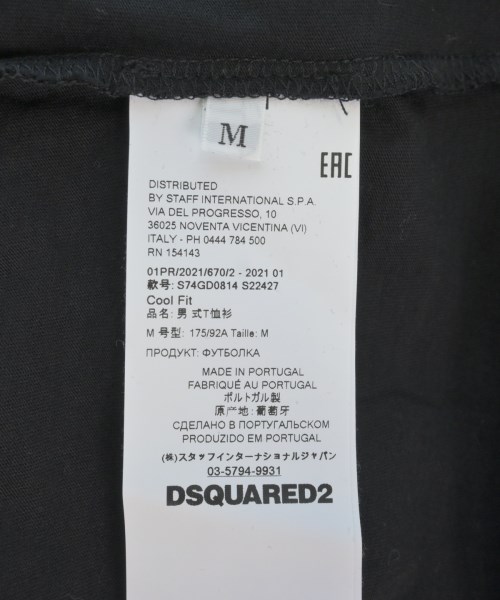 M
EAC
DISTRIBUTED
BY STAFF INTERNATIONAL S.P.A.
VIA DEL PROGRESSO, 10
36025 NOVENTA VICENTINA (VI)
ITALY - PH 0444 784 500
RN 154143
01PR/2021/670/2 - 2021 01
款号: S74GD0814 S22427
Cool Fit
品名: 男 式T恤衫
M 号型: 175/92A Taille: M
ПРОДУКТ: ФУТБОЛКА
MADE IN PORTUGAL
FABRIQUÉ AU PORTUGAL
ポルトガル製
原产地: 葡萄牙
СДЕЛАНО В ПОРТУГАЛЬСКОМ
PRODUZIDO EM PORTUGAL
(株)スタッフインターナショナルジャパン
03-5794-9931
DSQUARED2